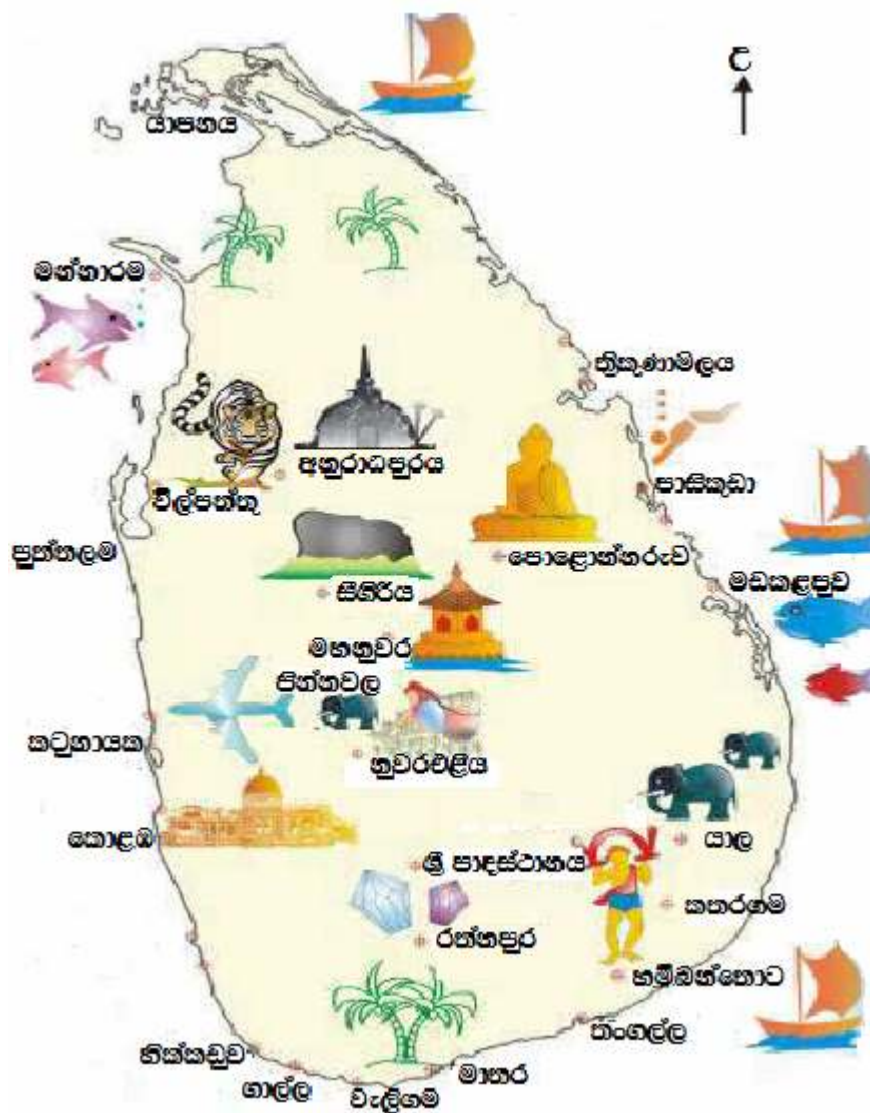 උ
යාපනය
මන්නාරම
ත්‍රිකුණාමලය
අනුරාධපුරය
පාසිකුඩා
විල්පත්තු
පුත්තලම
පොළොන්නරුව
මඩකළපුව
සීගිරිය
මහනුවර
පින්නවල
කටුනායක
නුවරඑළිය
කොළඹ
යාල
ශ්‍රී පාදස්ථානය
කතරගම
රත්නපුර
හම්බන්තොට
තංගල්ල
හික්කඩුව
මාතර
ගාල්ල
වැලිගම